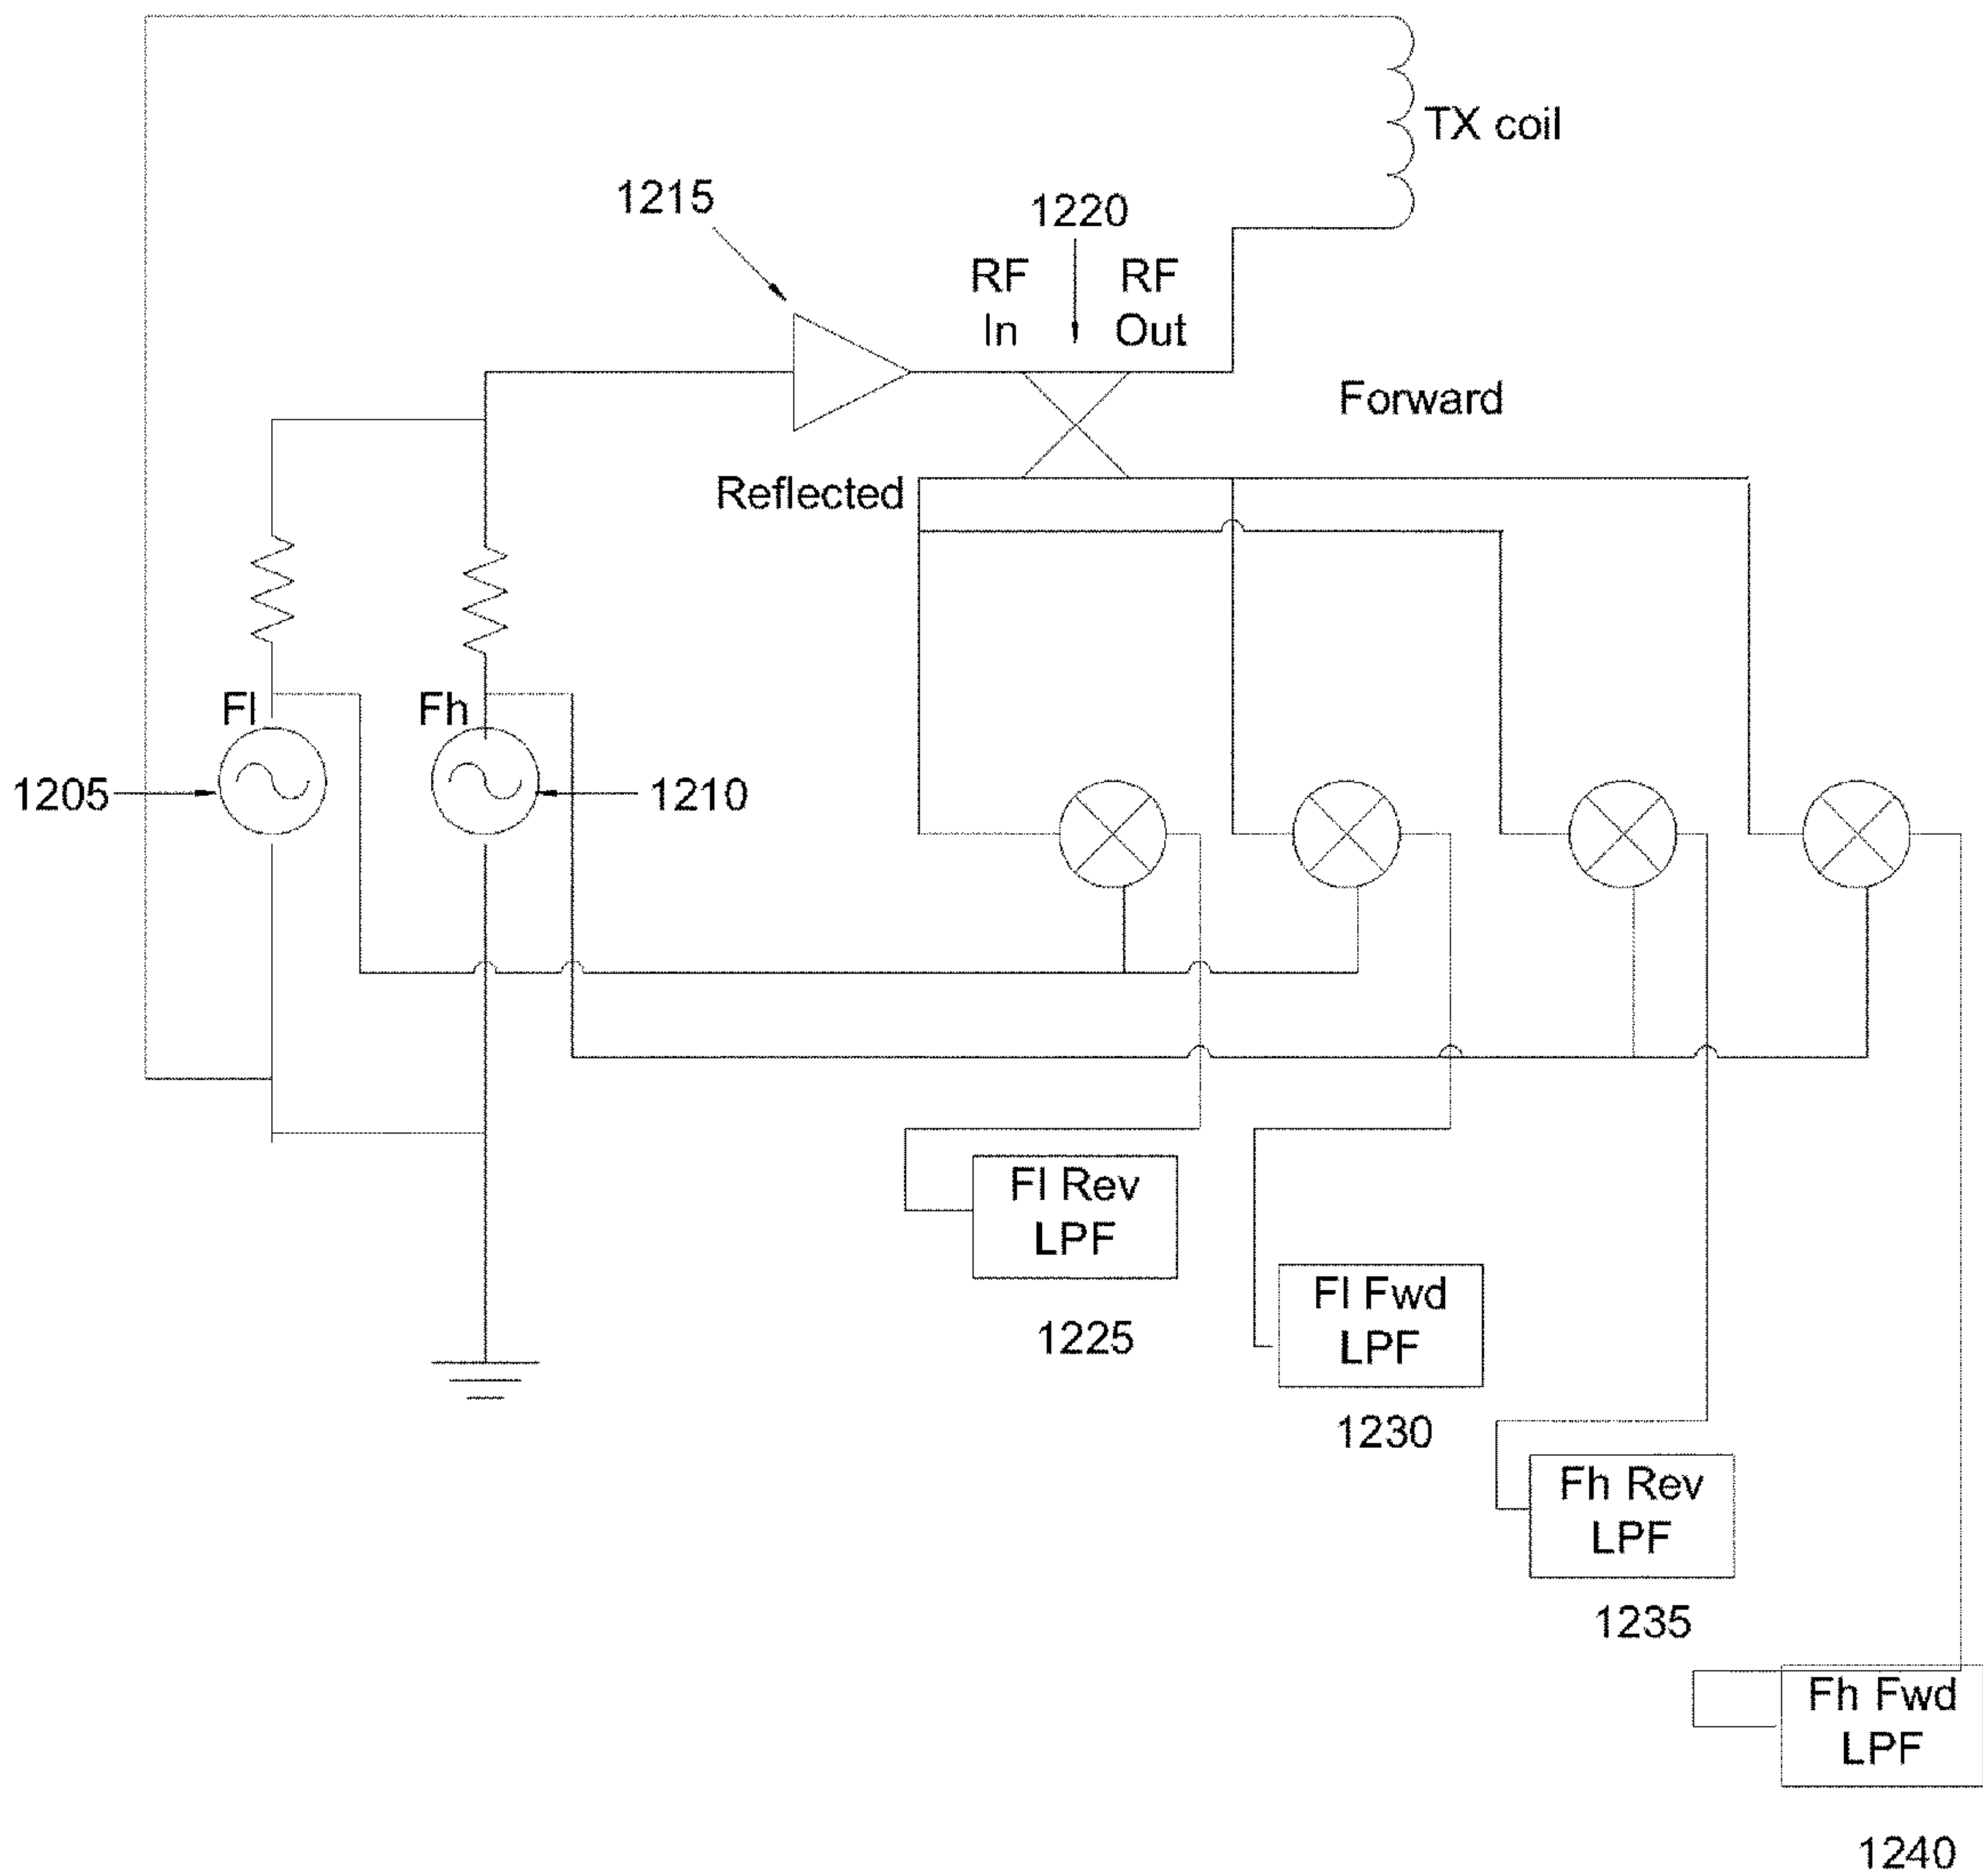 TX coil
1215
1220
RF
In
RF
Out
Forward
Reflected
Fl
Fh
1205
1210
Fl Rev
LPF
1225
Fl Fwd
LPF
1230
Fh Rev
LPF
1235
Fh Fwd
LPF
1240